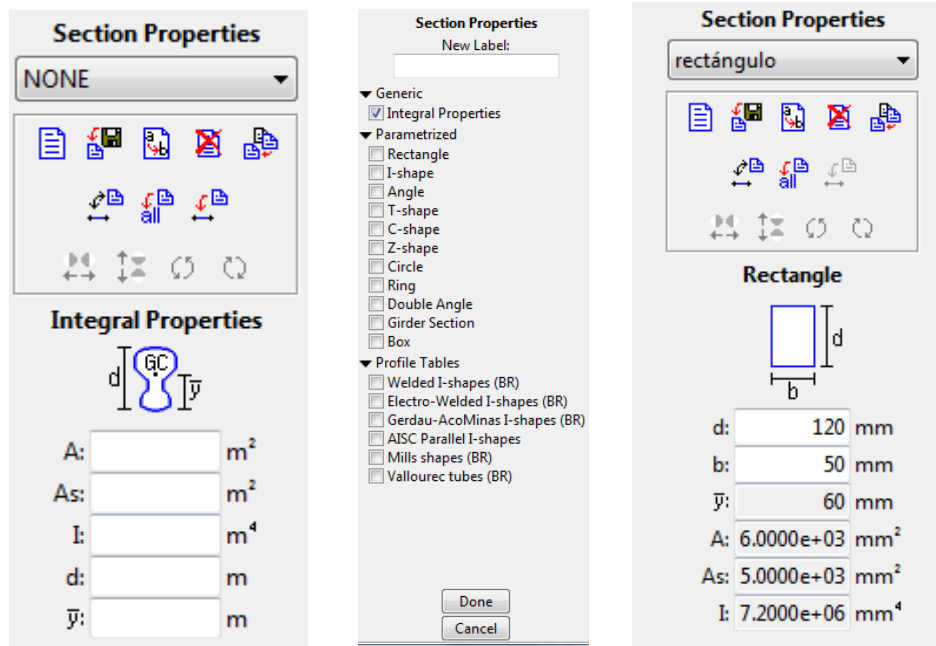 Section Properties
NONE
a
b
all
Integral Properties
GC
d
y̅
A: m²
As: m²
I: m⁴
d: m
y̅: m
Section Properties
New Label:
Generic
Integral Properties
Parametrized
Rectangle
I-shape
Angle
T-shape
C-shape
Z-shape
Circle
Ring
Double Angle
Girder Section
Box
Profile Tables
Welded I-shapes (BR)
Electro-Welded I-shapes (BR)
Gerdau-AcoMinas I-shapes (BR)
AISC Parallel I-shapes
Mills shapes (BR)
Vallourec tubes (BR)
Done
Cancel
Section Properties
rectángulo
a
b
all
Rectangle
d
b
d: 120 mm
b: 50 mm
y̅: 60 mm
A: 6.0000e+03 mm²
As: 5.0000e+03 mm²
I: 7.2000e+06 mm⁴